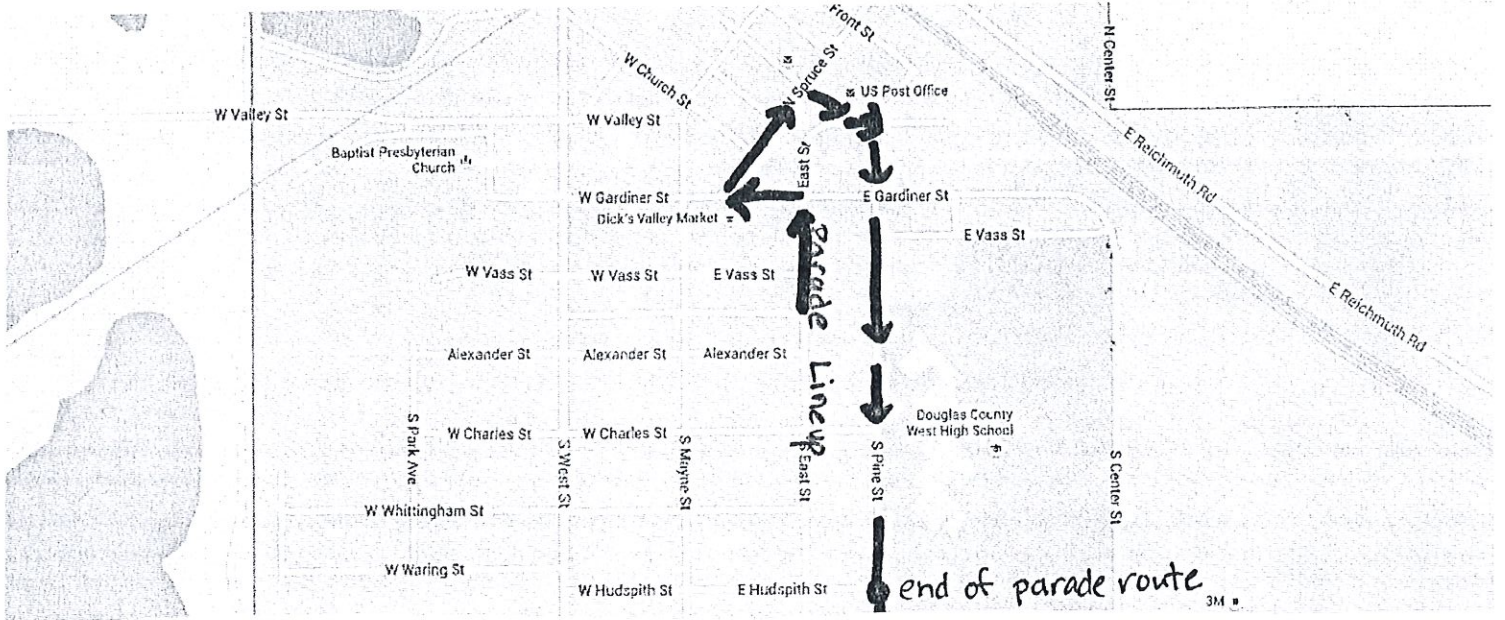 Front St
N Center St
W Church St
N Spruce St
US Post Office
W Valley St
W Valley St
E Reichmuth Rd
Baptist Presbyterian
Church
East St
W Gardiner St
E Gardiner St
Dick's Valley Market
E Vass St
Parade Lineup
W Vass St
W Vass St
E Vass St
E Reichmuth Rd
Alexander St
Alexander St
Alexander St
Douglas County
West High School
S Park Ave
W Charles St
W Charles St
S West St
S Mayne St
S East St
S Pine St
S Center St
W Whittingham St
W Waring St
W Hudspith St
E Hudspith St
end of parade route
3M